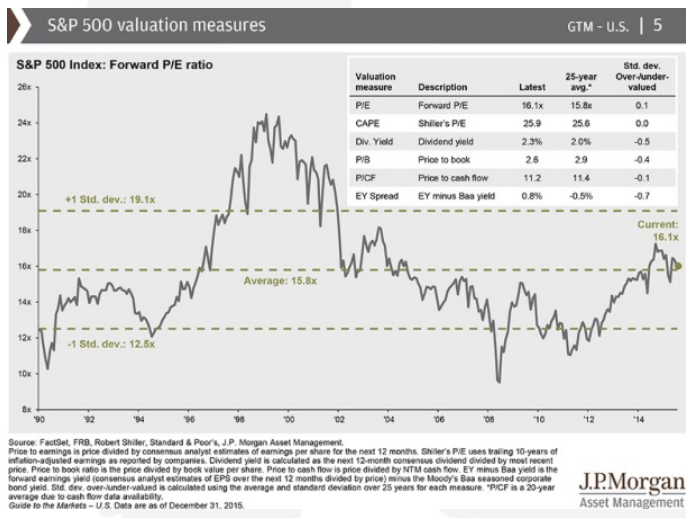 S&P 500 valuation measures
GTM – U.S. | 5
S&P 500 Index: Forward P/E ratio
Valuation measure Description Latest 25-year avg.* Std. dev. Over-/under-valued
P/E Forward P/E 16.1x 15.8x 0.1
CAPE Shiller's P/E 25.9 25.6 0.0
Div. Yield Dividend yield 2.3% 2.0% -0.5
P/B Price to book 2.6 2.9 -0.4
P/CF Price to cash flow 11.2 11.4 -0.1
EY Spread EY minus Baa yield 0.8% -0.5% -0.7
26x
24x
22x
20x
+1 Std. dev.: 19.1x
18x
Current:
16.1x
16x
Average: 15.8x
14x
-1 Std. dev.: 12.5x
12x
10x
8x
'90 '92 '94 '96 '98 '00 '02 '04 '06 '08 '10 '12 '14
Source: FactSet, FRB, Robert Shiller, Standard & Poor's, J.P. Morgan Asset Management.
Price to earnings is price divided by consensus analyst estimates of earnings per share for the next 12 months. Shiller's P/E uses trailing 10-years of
inflation-adjusted earnings as reported by companies. Dividend yield is calculated as the next 12-month consensus dividend divided by most recent
price. Price to book ratio is the price divided by book value per share. Price to cash flow is price divided by NTM cash flow. EY minus Baa yield is the
forward earnings yield (consensus analyst estimates of EPS over the next 12 months divided by price) minus the Moody's Baa seasoned corporate
bond yield. Std. dev. over-/under-valued is calculated using the average and standard deviation over 25 years for each measure. *P/CF is a 20-year
average due to cash flow data availability.
Guide to the Markets – U.S. Data are as of December 31, 2015.
J.P.Morgan
Asset Management